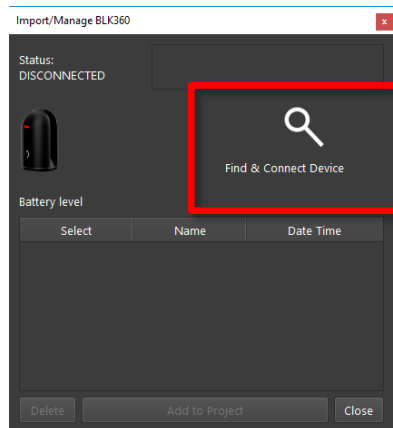 Import/Manage BLK360
x
Status:
DISCONNECTED
Find & Connect Device
Battery level
Select Name Date Time
Delete Add to Project Close